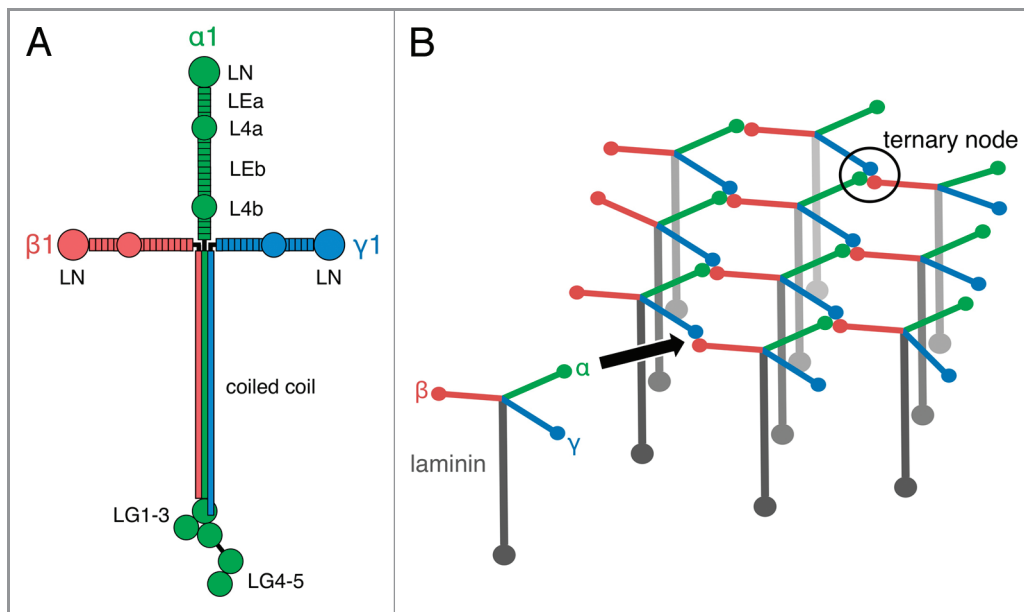 A
α1
LN
LEa
L4a
LEb
L4b
β1
γ1
LN
LN
coiled coil
LG1-3
LG4-5
B
ternary node
α
β
γ
laminin